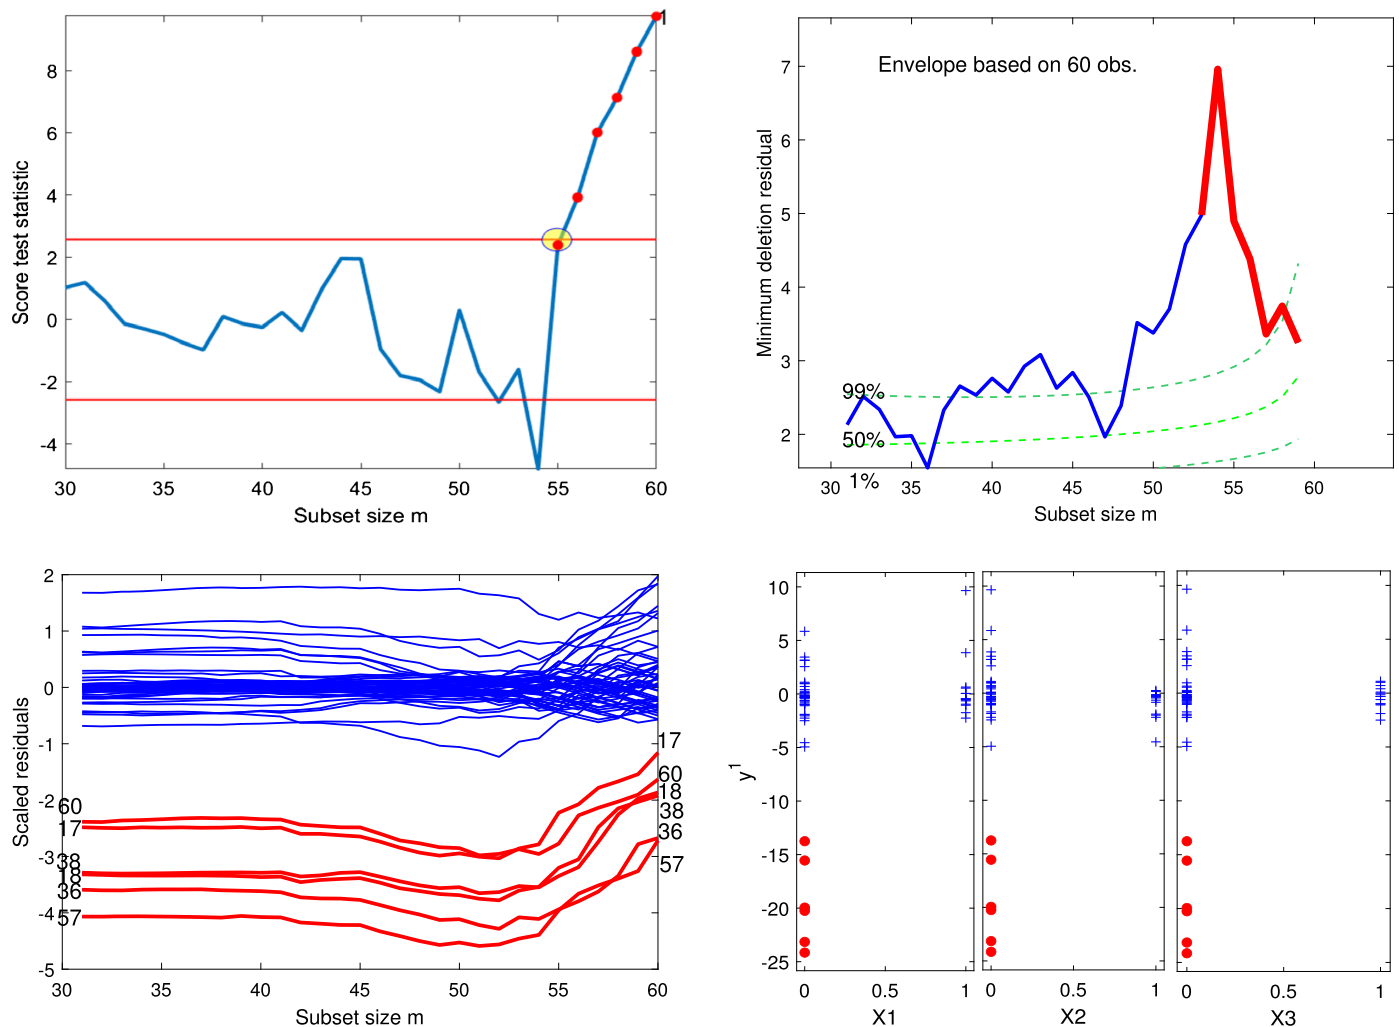 1
8
6
4
2
0
-2
-4
Score test statistic
30 35 40 45 50 55 60
Subset size m
Envelope based on 60 obs.
7
6
5
4
3
2
Minimum deletion residual
99%
50%
1%
30 35 40 45 50 55 60
Subset size m
2
1
0
-1
-2
-3
-4
-5
Scaled residuals
60
17
38
18
36
57
17
60
18
38
36
57
30 35 40 45 50 55 60
Subset size m
10
5
0
-5
-10
-15
-20
-25
y1
0 0.5 1
X1
0 0.5 1
X2
0 0.5 1
X3